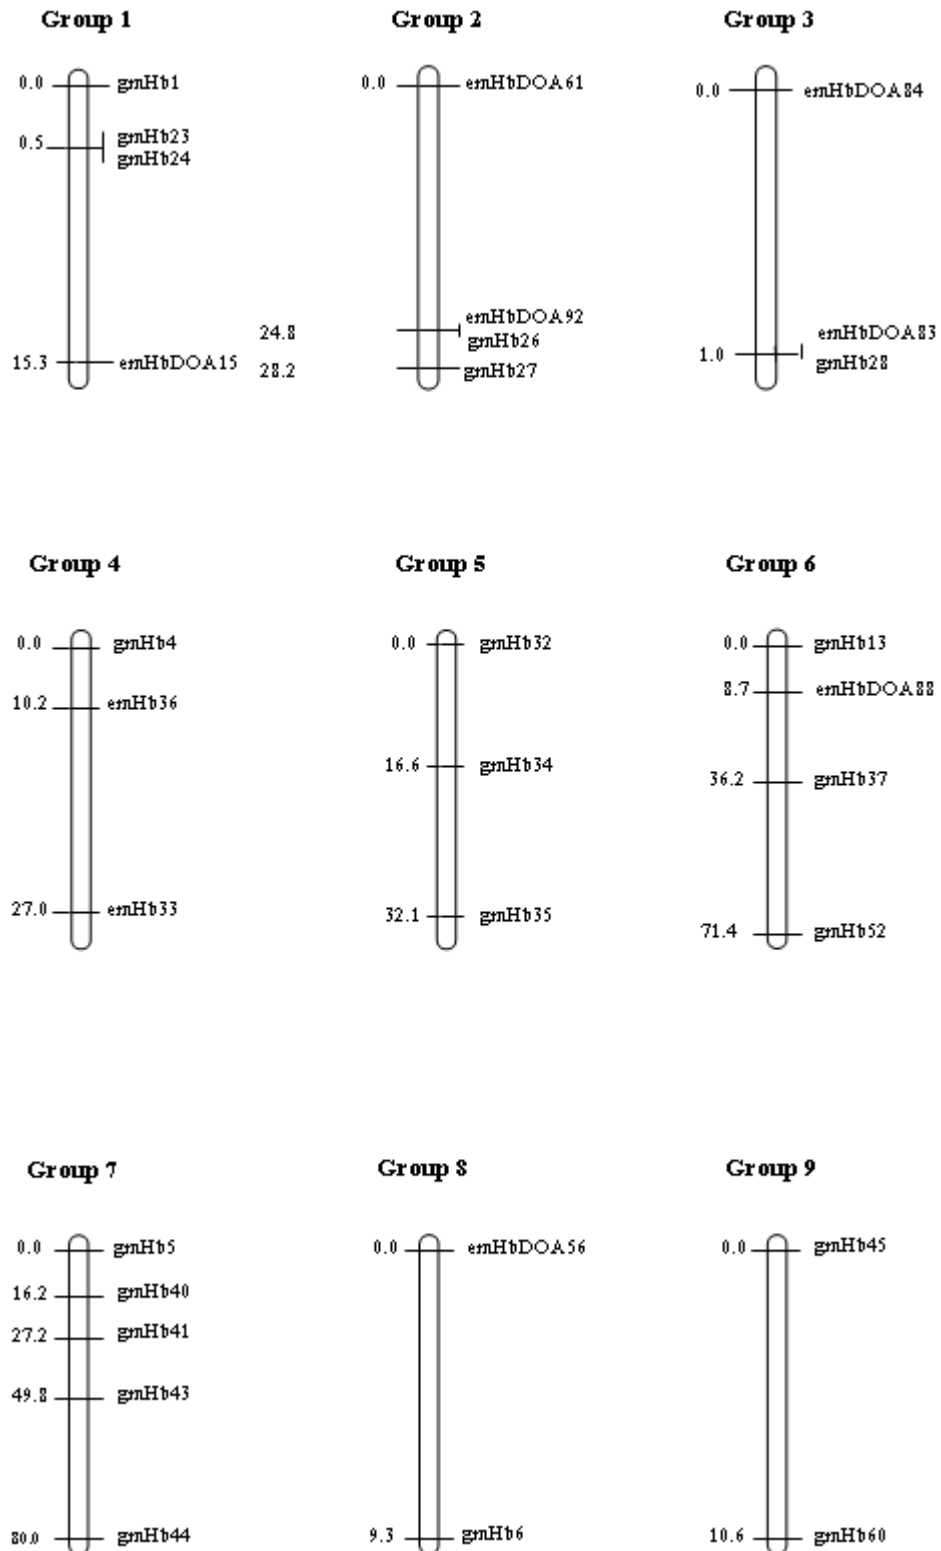 Group 1
0.0 gmHb1
0.5 gmHb23
gmHb24
15.3 emHbDOA15
Group 2
0.0 emHbDOA61
24.8 emHbDOA92
gmHb26
28.2 gmHb27
Group 3
0.0 emHbDOA84
emHbDOA83
1.0 gmHb28
Group 4
0.0 gmHb4
10.2 emHb36
27.0 emHb33
Group 5
0.0 gmHb32
16.6 gmHb34
32.1 gmHb35
Group 6
0.0 gmHb13
8.7 emHbDOA88
36.2 gmHb37
71.4 gmHb52
Group 7
0.0 gmHb5
16.2 gmHb40
27.2 gmHb41
49.8 gmHb43
80.0 gmHb44
Group 8
0.0 emHbDOA56
9.3 gmHb6
Group 9
0.0 gmHb45
10.6 gmHb60